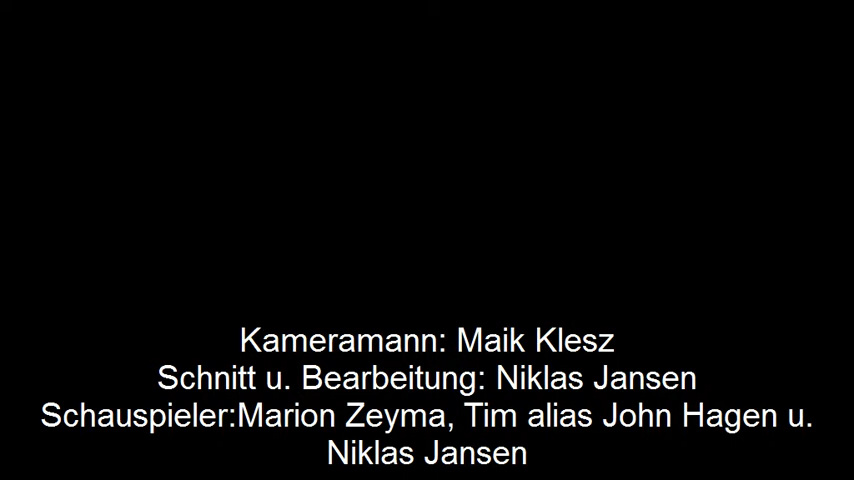 Kameramann: Maik Klesz
Schnitt u. Bearbeitung: Niklas Jansen
Schauspieler:Marion Zeyma, Tim alias John Hagen u.
Niklas Jansen